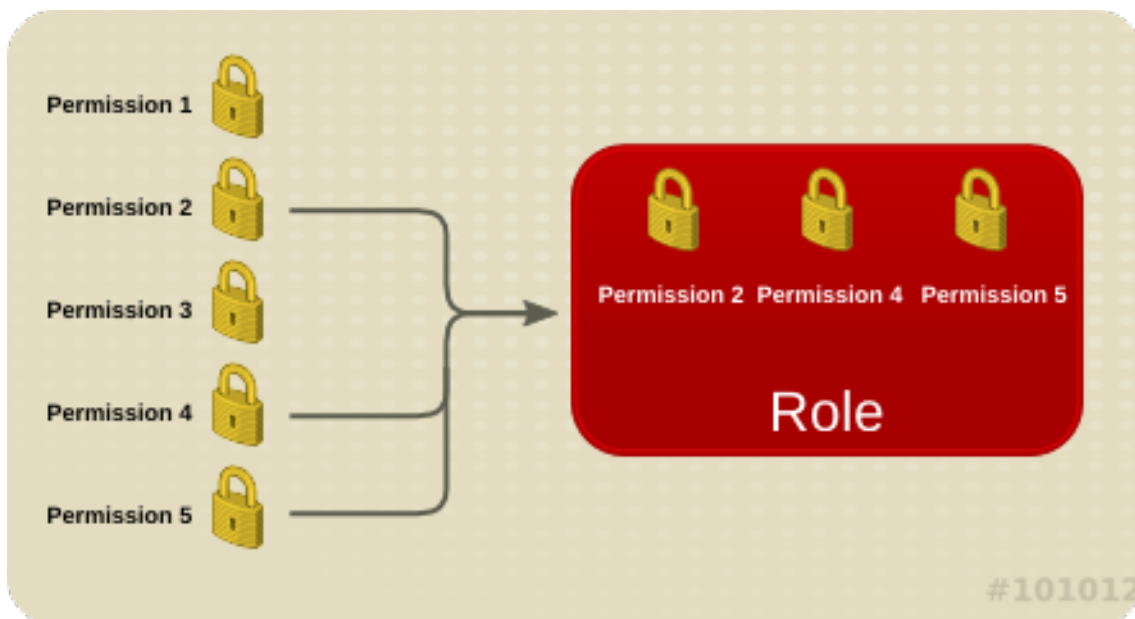 Permission 1
Permission 2
Permission 3
Permission 4
Permission 5
Permission 2 Permission 4 Permission 5
Role
#101012